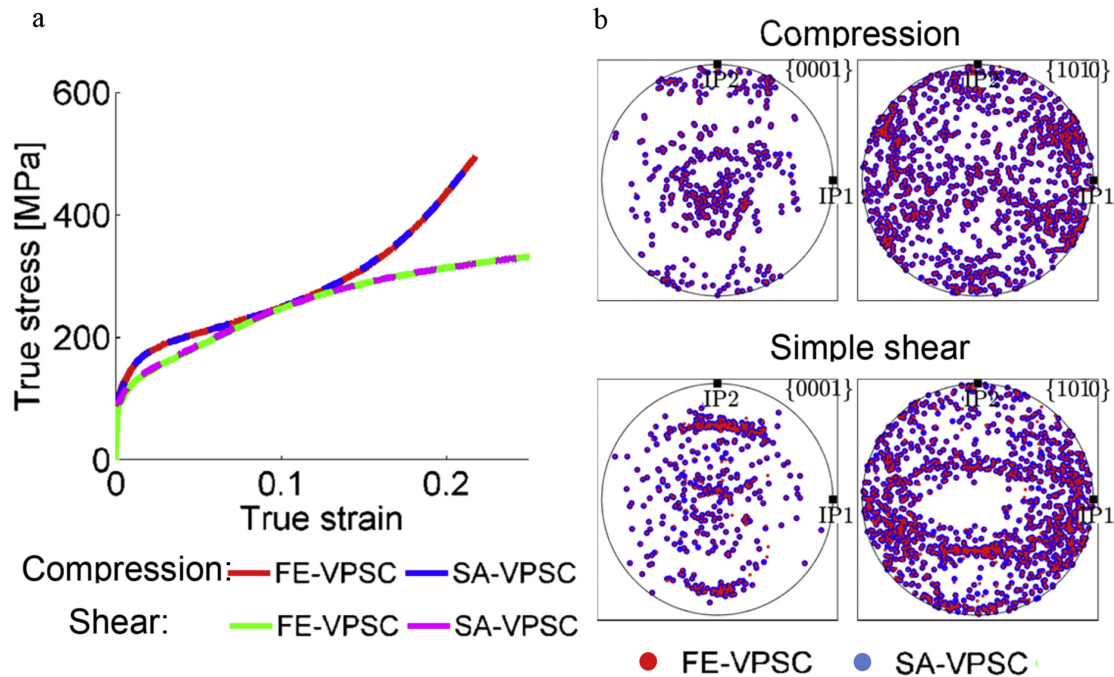 a
600
400
200
0
0
0.1
0.2
True stress [MPa]
True strain
Compression: FE-VPSC SA-VPSC
Shear: FE-VPSC SA-VPSC
b
Compression
IP2 {0001} IP2 {1010}
IP1 IP1
Simple shear
IP2 {0001} IP2 {1010}
IP1 IP1
FE-VPSC SA-VPSC